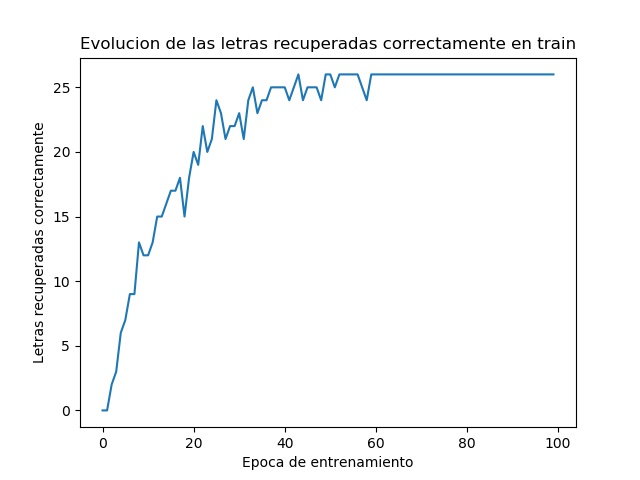 Evolucion de las letras recuperadas correctamente en train
Letras recuperadas correctamente
25
20
15
10
5
0
0 20 40 60 80 100
Epoca de entrenamiento